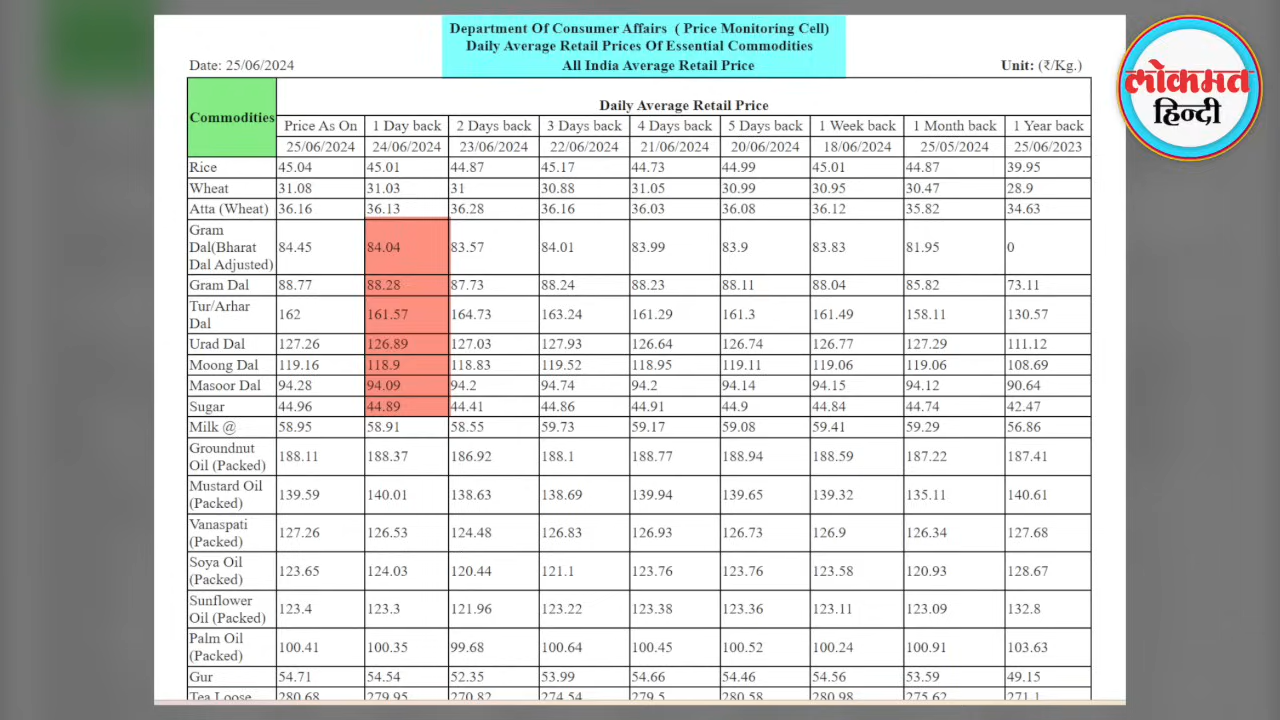 Department Of Consumer Affairs ( Price Monitoring Cell)
Daily Average Retail Prices Of Essential Commodities
All India Average Retail Price
Date: 25/06/2024
Unit: (₹/Kg.)
लोकमत
हिन्दी
Commodities
Daily Average Retail Price
Price As On 1 Day back 2 Days back 3 Days back 4 Days back 5 Days back 1 Week back 1 Month back 1 Year back
25/06/2024 24/06/2024 23/06/2024 22/06/2024 21/06/2024 20/06/2024 18/06/2024 25/05/2024 25/06/2023
Rice 45.04 45.01 44.87 45.17 44.73 44.99 45.01 44.87 39.95
Wheat 31.08 31.03 31 30.88 31.05 30.99 30.95 30.47 28.9
Atta (Wheat) 36.16 36.13 36.28 36.16 36.03 36.08 36.12 35.82 34.63
Gram
Dal(Bharat
Dal Adjusted)
84.45 84.04 83.57 84.01 83.99 83.9 83.83 81.95 0
Gram Dal 88.77 88.28 87.73 88.24 88.23 88.11 88.04 85.82 73.11
Tur/Arhar
Dal
162 161.57 164.73 163.24 161.29 161.3 161.49 158.11 130.57
Urad Dal 127.26 126.89 127.03 127.93 126.64 126.74 126.77 127.29 111.12
Moong Dal 119.16 118.9 118.83 119.52 118.95 119.11 119.06 119.06 108.69
Masoor Dal 94.28 94.09 94.2 94.74 94.2 94.14 94.15 94.12 90.64
Sugar 44.96 44.89 44.41 44.86 44.91 44.9 44.84 44.74 42.47
Milk @ 58.95 58.91 58.55 59.73 59.17 59.08 59.41 59.29 56.86
Groundnut
Oil (Packed)
188.11 188.37 186.92 188.1 188.77 188.94 188.59 187.22 187.41
Mustard Oil
(Packed)
139.59 140.01 138.63 138.69 139.94 139.65 139.32 135.11 140.61
Vanaspati
(Packed)
127.26 126.53 124.48 126.83 126.93 126.73 126.9 126.34 127.68
Soya Oil
(Packed)
123.65 124.03 120.44 121.1 123.76 123.76 123.58 120.93 128.67
Sunflower
Oil (Packed)
123.4 123.3 121.96 123.22 123.38 123.36 123.11 123.09 132.8
Palm Oil
(Packed)
100.41 100.35 99.68 100.64 100.45 100.52 100.24 100.91 103.63
Gur 54.71 54.54 52.35 53.99 54.66 54.46 54.56 53.59 49.15
Tea Loose 280.68 279.95 270.82 274.54 279.5 280.58 280.98 275.62 271.1